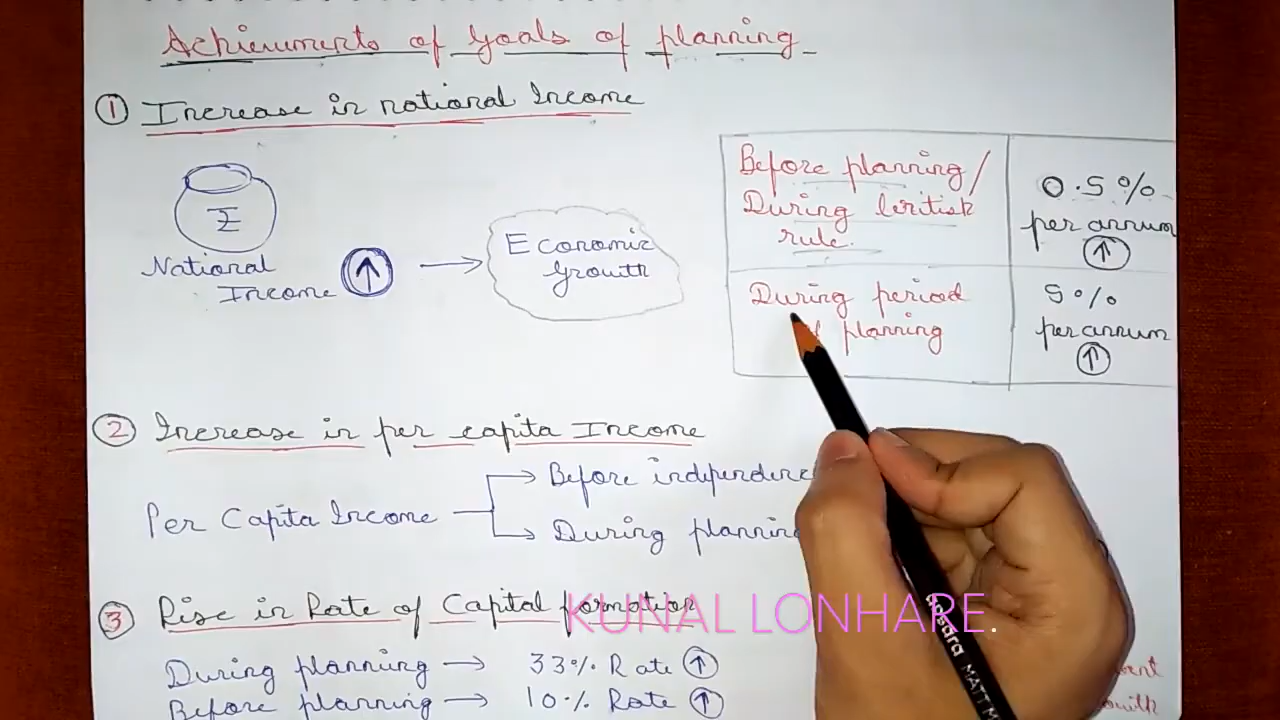 Achievements of Goals of planning
① Increase in national Income
₹
National Income ↑ → Economic Growth
Before planning/
During british
rule.
0.5%
per annum
↑
During period
planning
5%
per annum
↑
② Increase in per capita Income
Per Capita Income
Before independence
During planning
③ Rise in Rate of Capital formation
During planning → 33% Rate ↑
Before planning → 10% Rate ↑
KUNAL LONHARE.
MATT